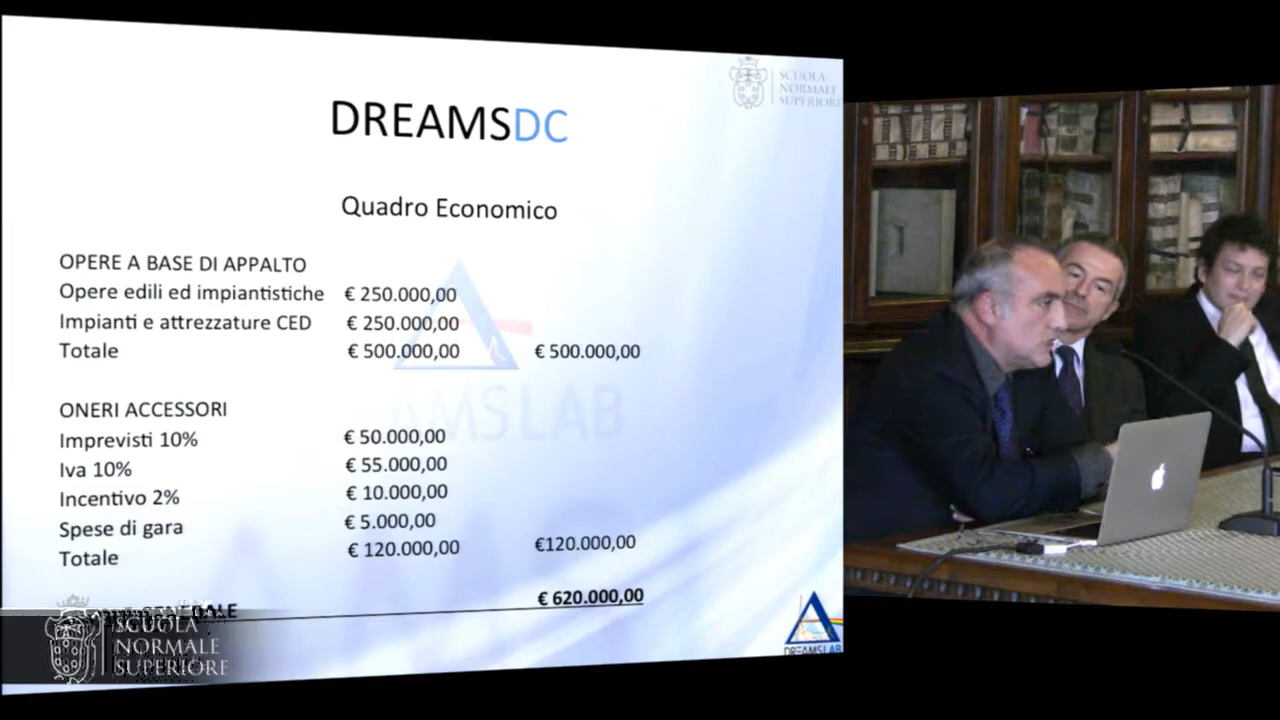 SCUOLA
NORMALE
SUPERIORE
DREAMSDC
Quadro Economico
OPERE A BASE DI APPALTO
Opere edili ed impiantistiche € 250.000,00
Impianti e attrezzature CED € 250.000,00
Totale € 500.000,00 € 500.000,00
AMSLAB
ONERI ACCESSORI
Imprevisti 10% € 50.000,00
Iva 10% € 55.000,00
Incentivo 2% € 10.000,00
Spese di gara € 5.000,00
Totale € 120.000,00 €120.000,00
€ 620.000,00
SCUOLA
NORMALE
SUPERIORE
DREAMSLAB